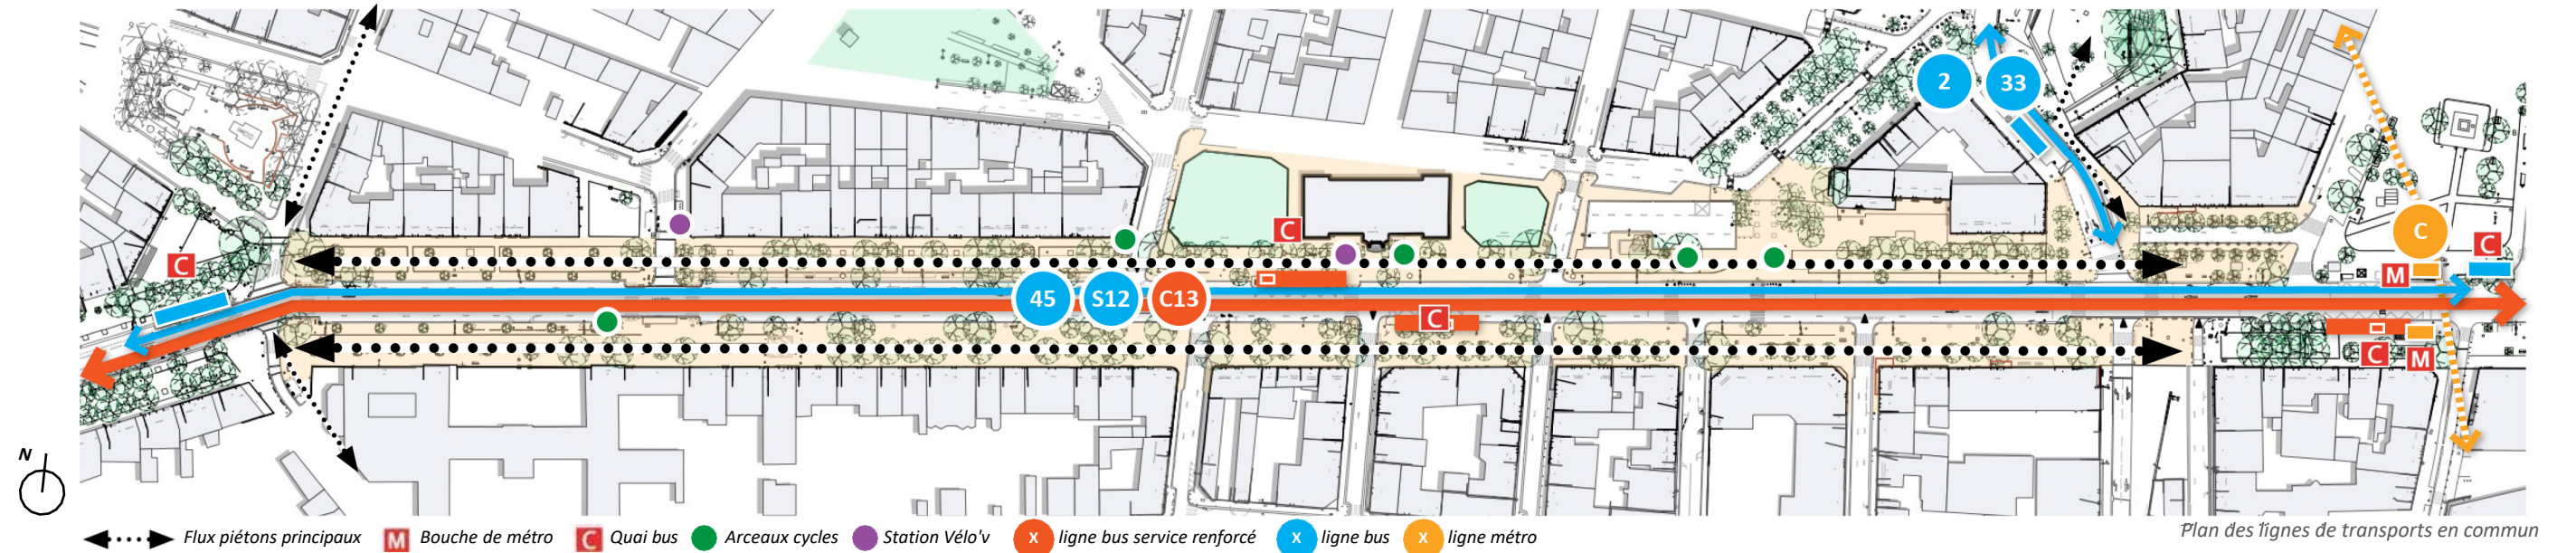 2
33
C
C
C
C
M
45
S12
C13
C
C
M
N
Flux piétons principaux
M Bouche de métro
C Quai bus
Arceaux cycles
Station Vélo'v
X ligne bus service renforcé
X ligne bus
X ligne métro
Plan des lignes de transports en commun